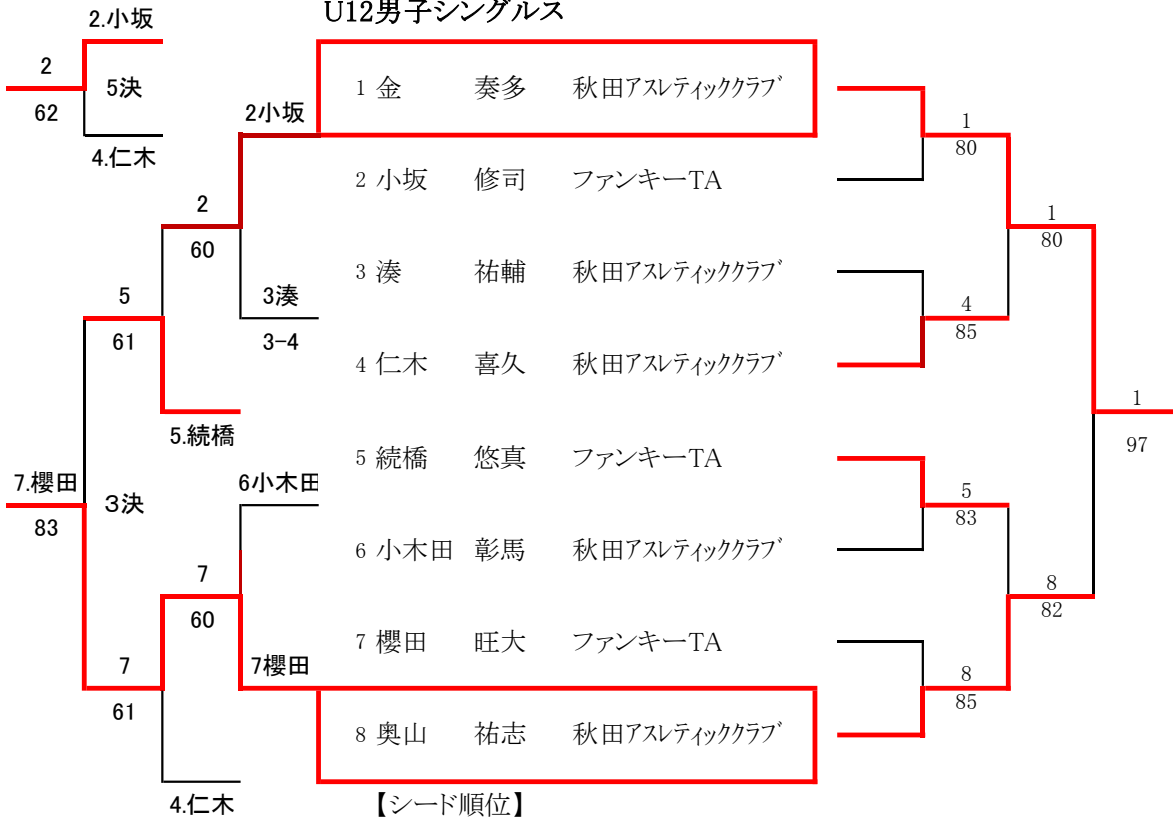 U12男子シングルス
2.小坂
2
5決
62
4.仁木
2小坂
2
60
3湊
3-4
5
61
5.続橋
7.櫻田
3決
83
6小木田
7
60
7櫻田
7
61
4.仁木
1 金 奏多 秋田アスレティッククラブ
2 小坂 修司 ファンキーTA
3 湊 祐輔 秋田アスレティッククラブ
4 仁木 喜久 秋田アスレティッククラブ
5 続橋 悠真 ファンキーTA
6 小木田 彰馬 秋田アスレティッククラブ
7 櫻田 旺大 ファンキーTA
8 奥山 祐志 秋田アスレティッククラブ
【シード順位】
1
80
1
80
4
85
1
97
5
83
8
82
8
85